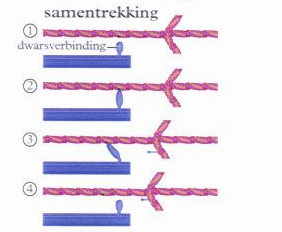 samentrekking
①
dwarsverbinding
②
③
④